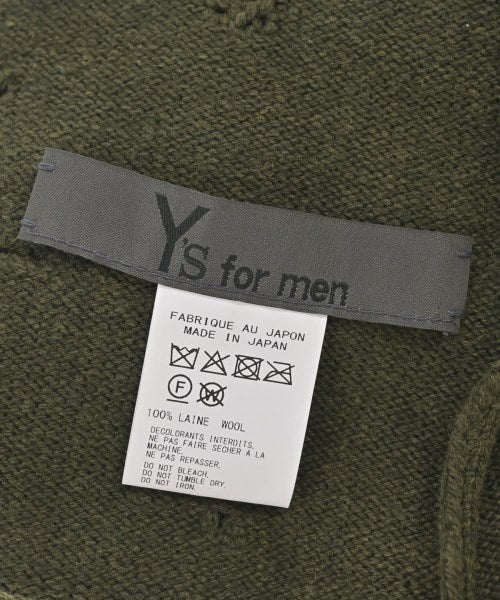 Y's for men
FABRIQUE AU JAPON
MADE IN JAPAN
F
W
100% LAINE WOOL
DECOLORANTS INTERDITS.
NE PAS FAIRE SECHER A LA
MACHINE.
NE PAS REPASSER.
DO NOT BLEACH.
DO NOT TUMBLE DRY.
DO NOT IRON.